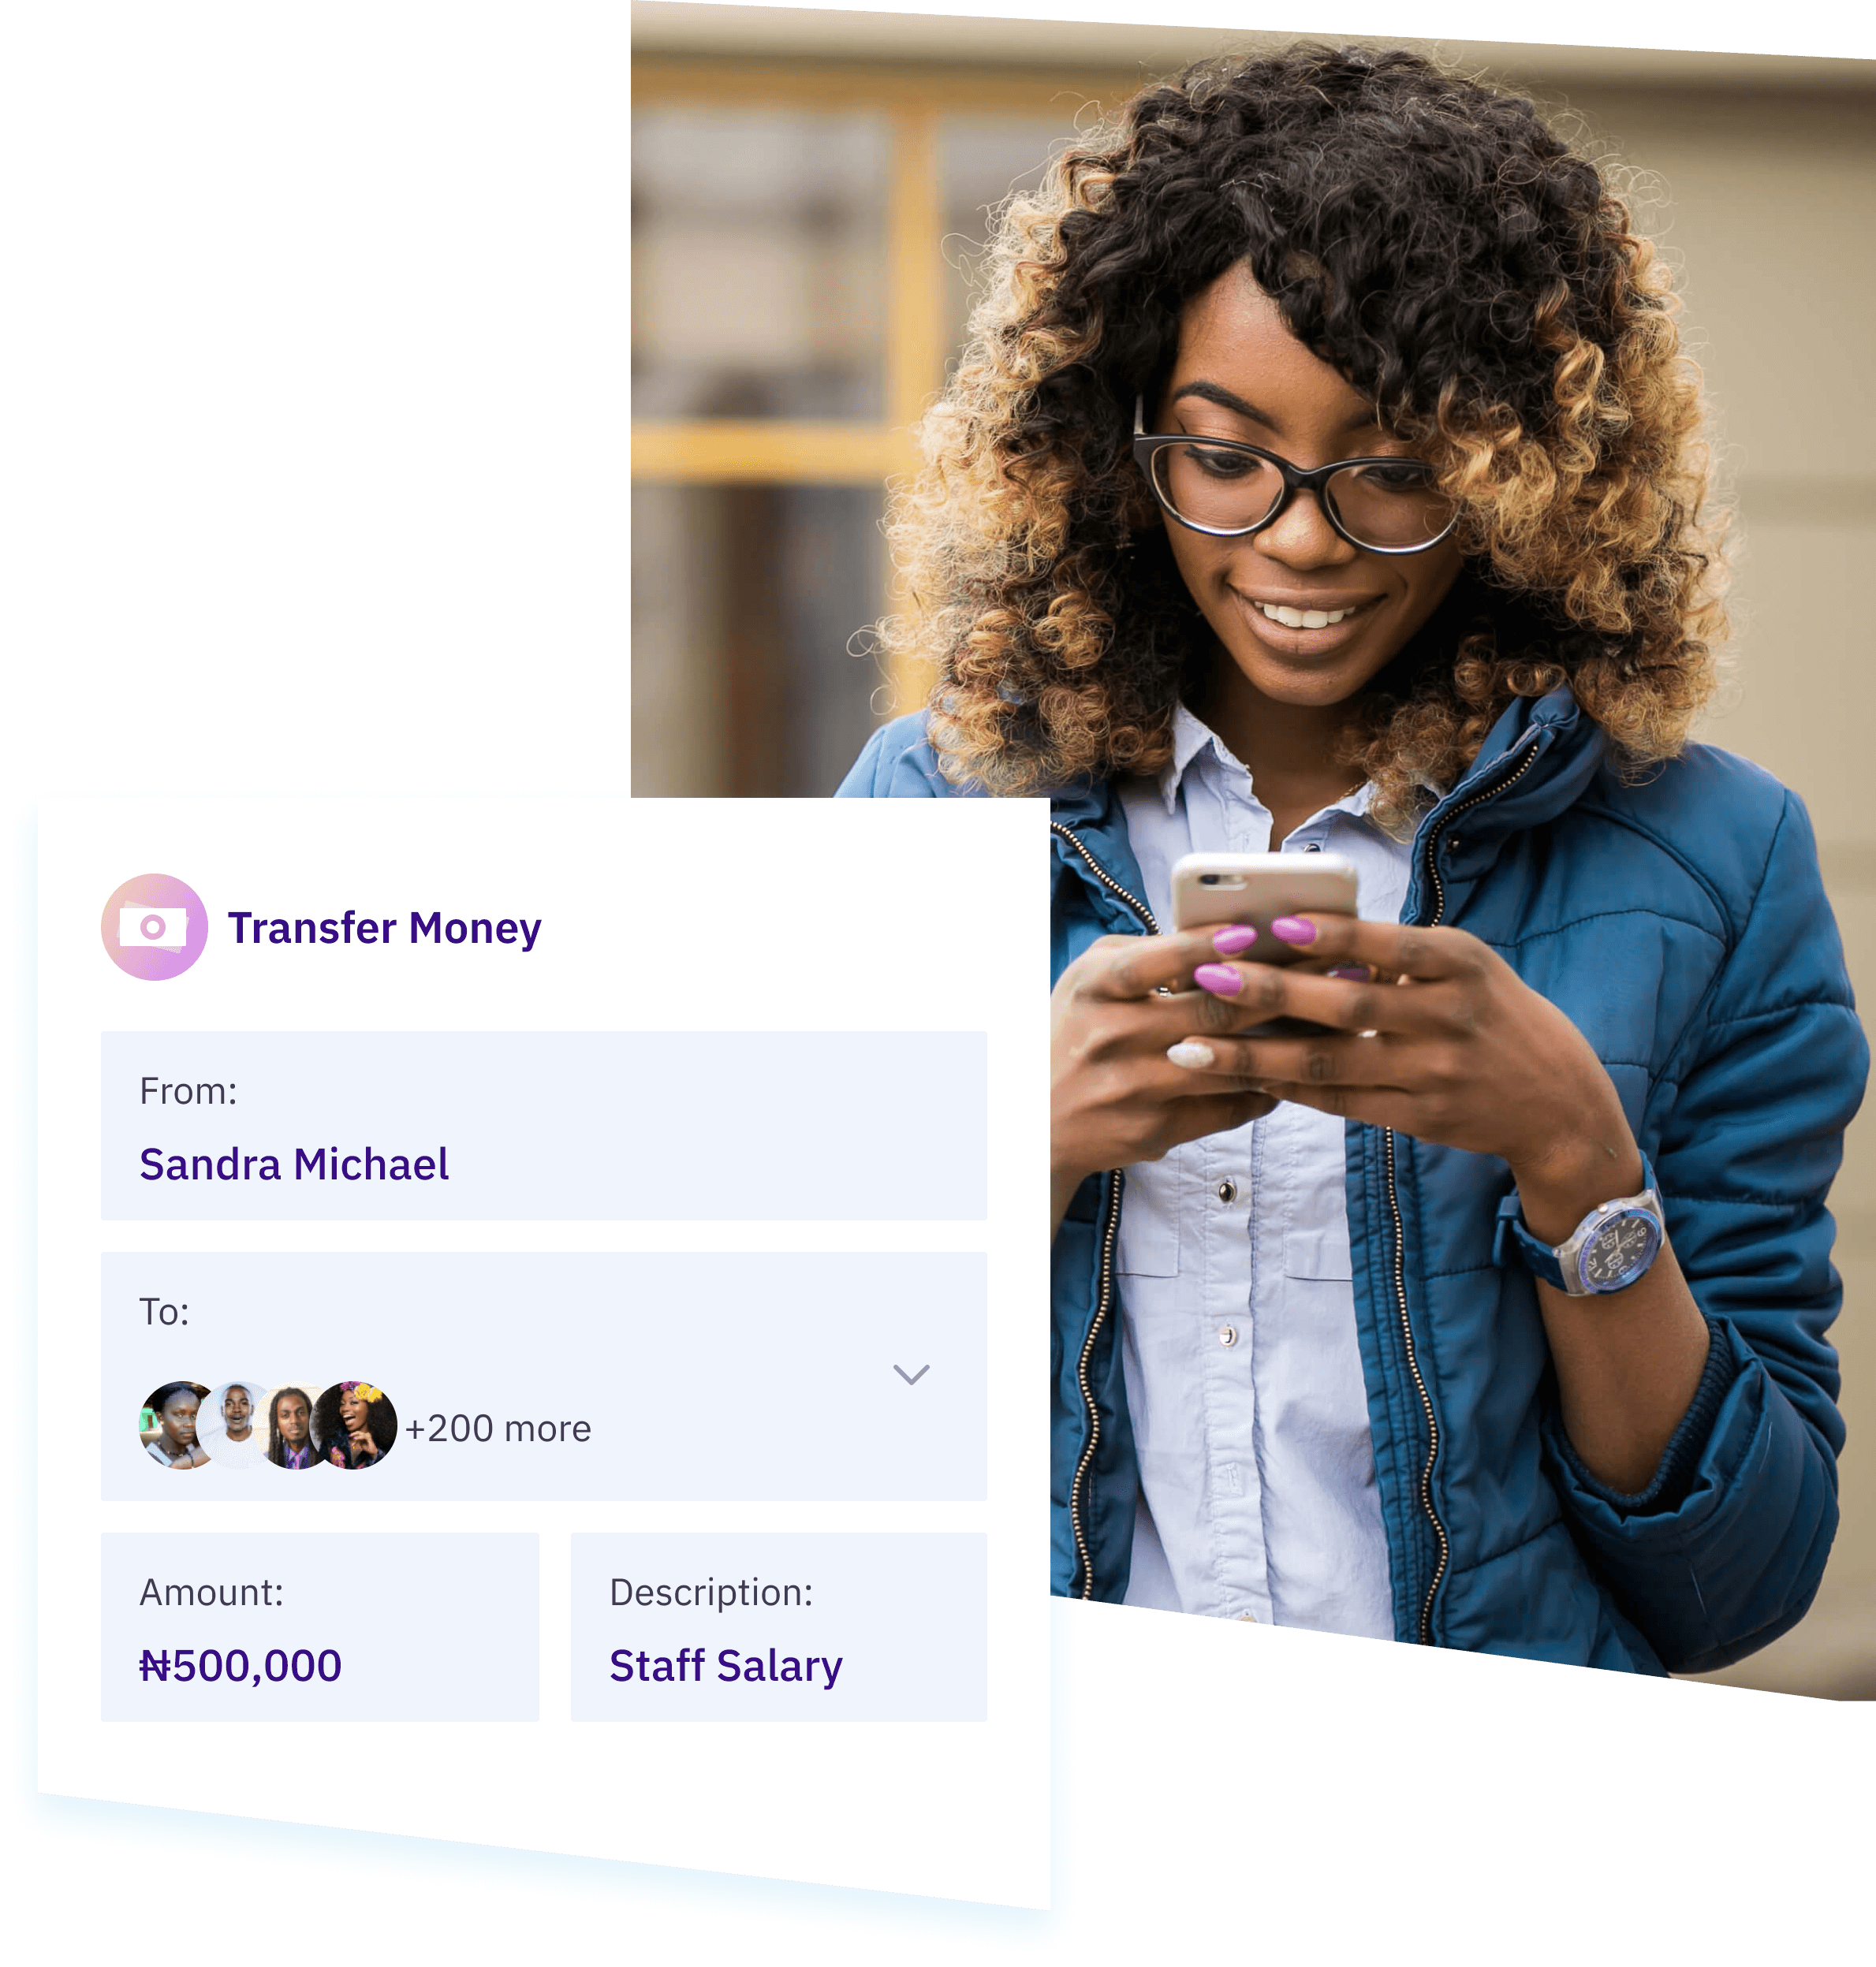 Transfer Money
From:
Sandra Michael
To:
+200 more
Amount:
₦500,000
Description:
Staff Salary